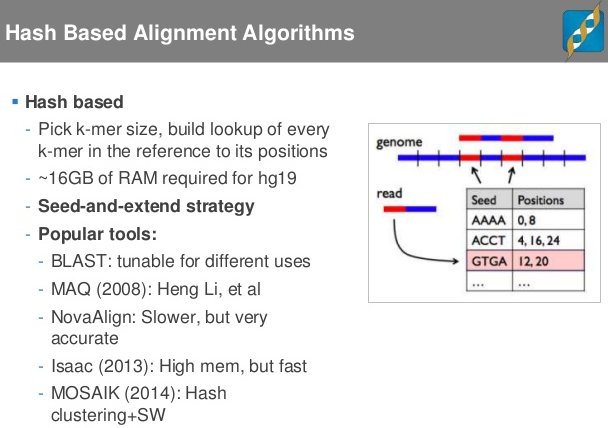 Hash Based Alignment Algorithms
▪ Hash based
- Pick k-mer size, build lookup of every
k-mer in the reference to its positions
- ~16GB of RAM required for hg19
- Seed-and-extend strategy
- Popular tools:
- BLAST: tunable for different uses
- MAQ (2008): Heng Li, et al
- NovaAlign: Slower, but very
accurate
- Isaac (2013): High mem, but fast
- MOSAIK (2014): Hash
clustering+SW
genome
read
Seed Positions
AAAA 0, 8
ACCT 4, 16, 24
GTGA 12, 20
... ...